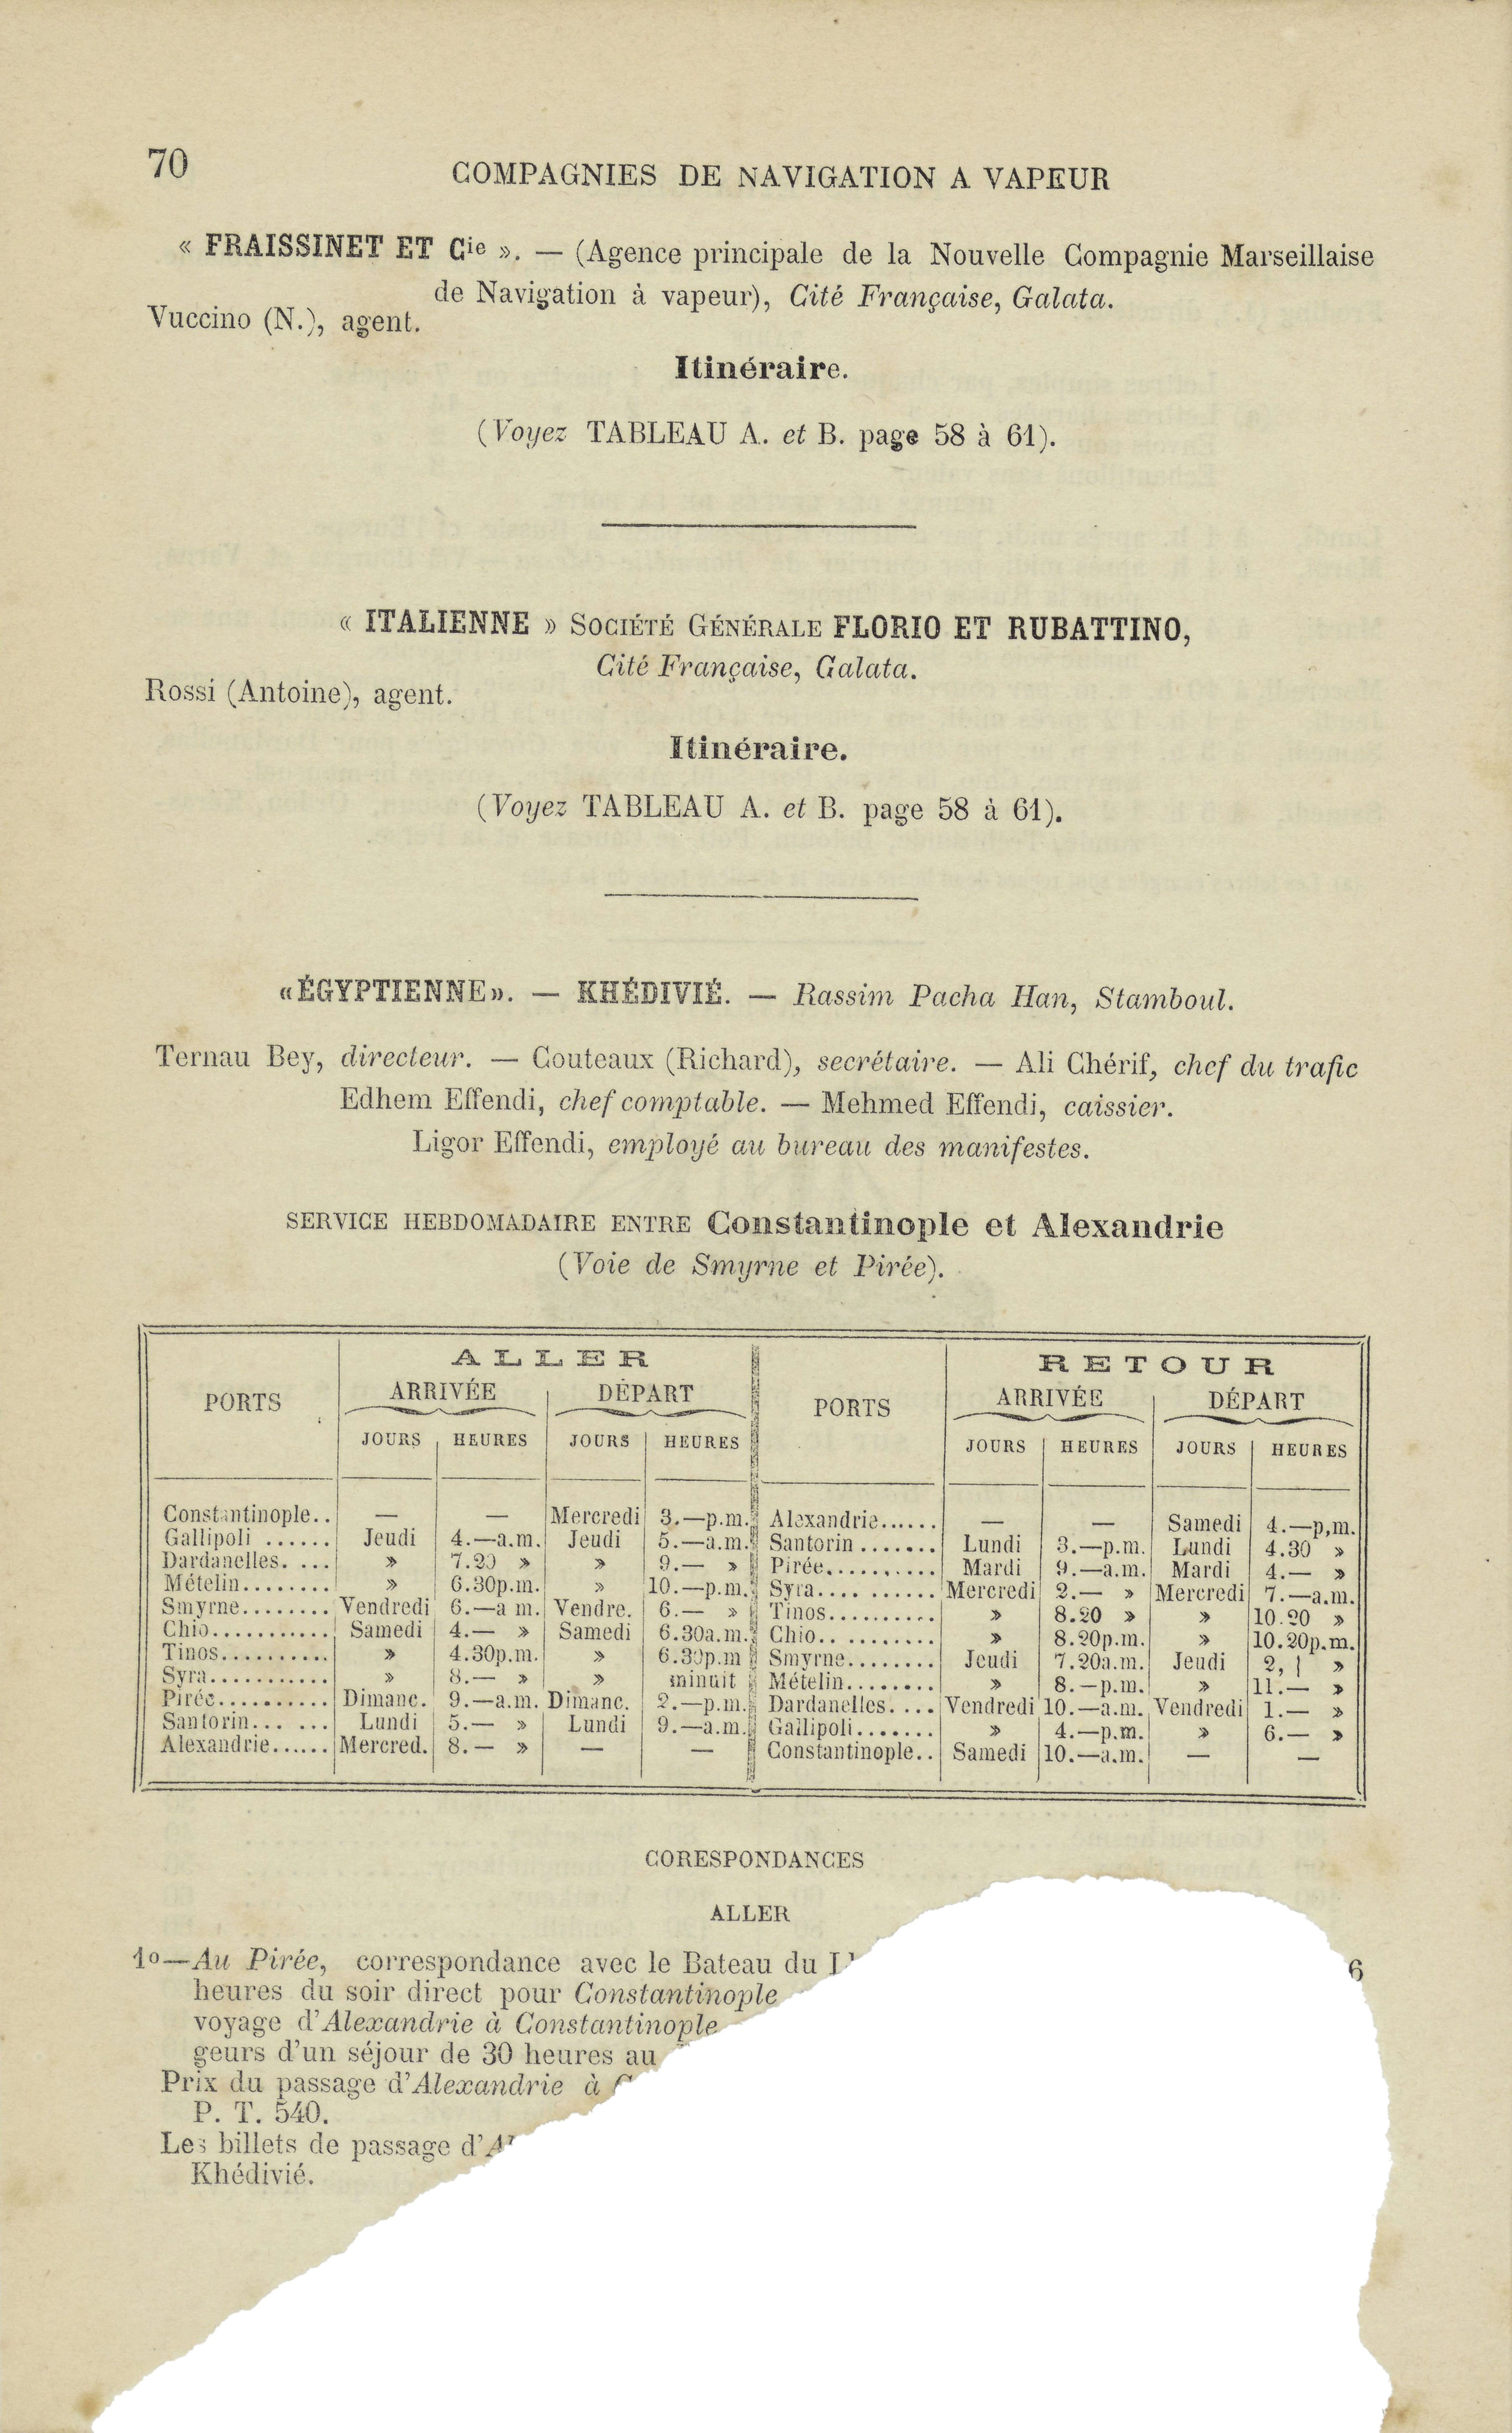 70
COMPAGNIES DE NAVIGATION A VAPEUR
« FRAISSINET ET Cie ». — (Agence principale de la Nouvelle Compagnie Marseillaise
de Navigation à vapeur), Cité Française, Galata.
Vuccino (N.), agent.
Itinéraire.
(Voyez TABLEAU A. et B. page 58 à 61).
« ITALIENNE » SOCIÉTÉ GÉNÉRALE FLORIO ET RUBATTINO,
Cité Française, Galata.
Rossi (Antoine), agent.
Itinéraire.
(Voyez TABLEAU A. et B. page 58 à 61).
«ÉGYPTIENNE». — KHÉDIVIÉ. — Rassim Pacha Han, Stamboul.
Ternau Bey, directeur. — Couteaux (Richard), secrétaire. — Ali Chérif, chef du trafic
Edhem Effendi, chef comptable. — Mehmed Effendi, caissier.
Ligor Effendi, employé au bureau des manifestes.
SERVICE HEBDOMADAIRE ENTRE Constantinople et Alexandrie
(Voie de Smyrne et Pirée).
ALLER RETOUR
PORTS ARRIVÉE DÉPART PORTS ARRIVÉE DÉPART
JOURS HEURES JOURS HEURES JOURS HEURES JOURS HEURES
Constantinople.. — — Mercredi 3.—p.m. Alexandrie...... — — Samedi 4.—p,m.
Gallipoli ...... Jeudi 4.—a.m. Jeudi 5.—a.m. Santorin ....... Lundi 3.—p.m. Lundi 4.30 »
Dardanelles. ... » 7.20 » » 9.— » Pirée.......... Mardi 9.—a.m. Mardi 4.— »
Mételin........ » 6.30p.m. » 10.—p.m. Syra.... ...... Mercredi 2.— » Mercredi 7.—a.m.
Smyrne........ Vendredi 6.—a m. Vendre. 6.— » Tinos.......... » 8.20 » » 10.20 »
Chio........... Samedi 4.— » Samedi 6.30a.m. Chio.. ......... » 8.20p.m. » 10.20p.m.
Tinos.......... » 4.30p.m. » 6.30p.m Smyrne........ Jeudi 7.20a.m. Jeudi 2, »
Syra........... » 8.— » » minuit Mételin........ » 8.—p.m. » 11.— »
Pirée.......... Dimanc. 9.—a.m. Dimanc. 2.—p.m. Dardanelles.... Vendredi 10.—a.m. Vendredi 1.— »
Santorin... ... Lundi 5.— » Lundi 9.—a.m. Gallipoli....... » 4.—p.m. » 6.— »
Alexandrie...... Mercred. 8.— » — — Constantinople.. Samedi 10.—a.m. — —
CORESPONDANCES
ALLER
1o—Au Pirée, correspondance avec le Bateau du 6
heures du soir direct pour Constantinople
voyage d'Alexandrie à Constantinople
geurs d'un séjour de 30 heures au
Prix du passage d'Alexandrie à
P. T. 540.
Les billets de passage
Khédivié.